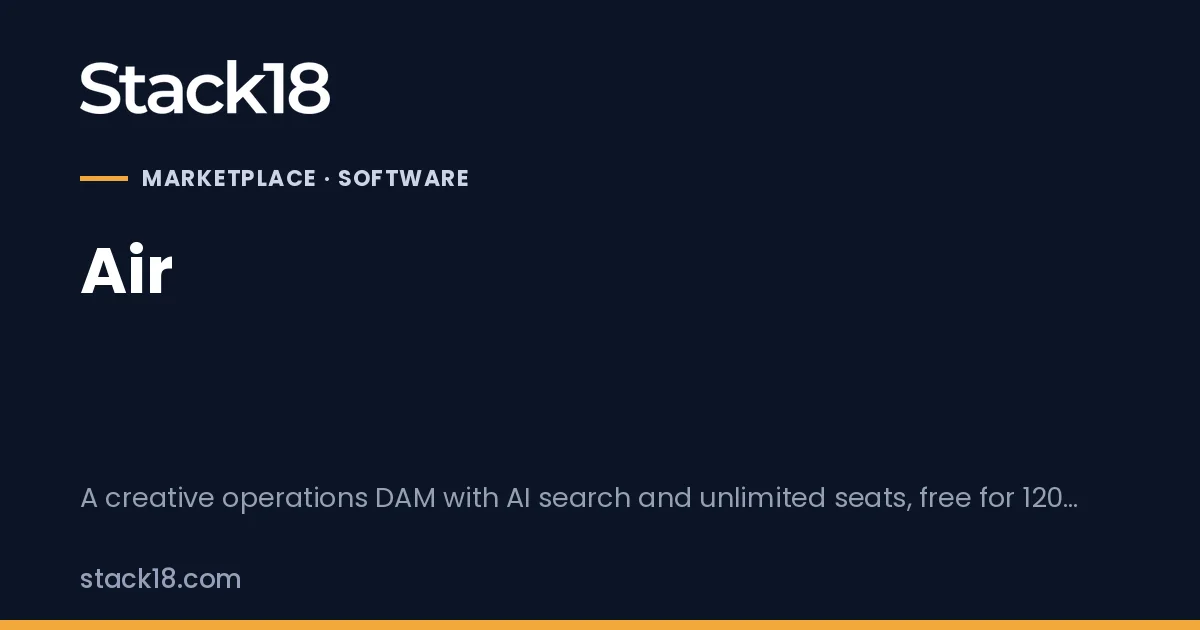 Stack18
MARKETPLACE · SOFTWARE
Air
A creative operations DAM with AI search and unlimited seats, free for 120...
stack18.com